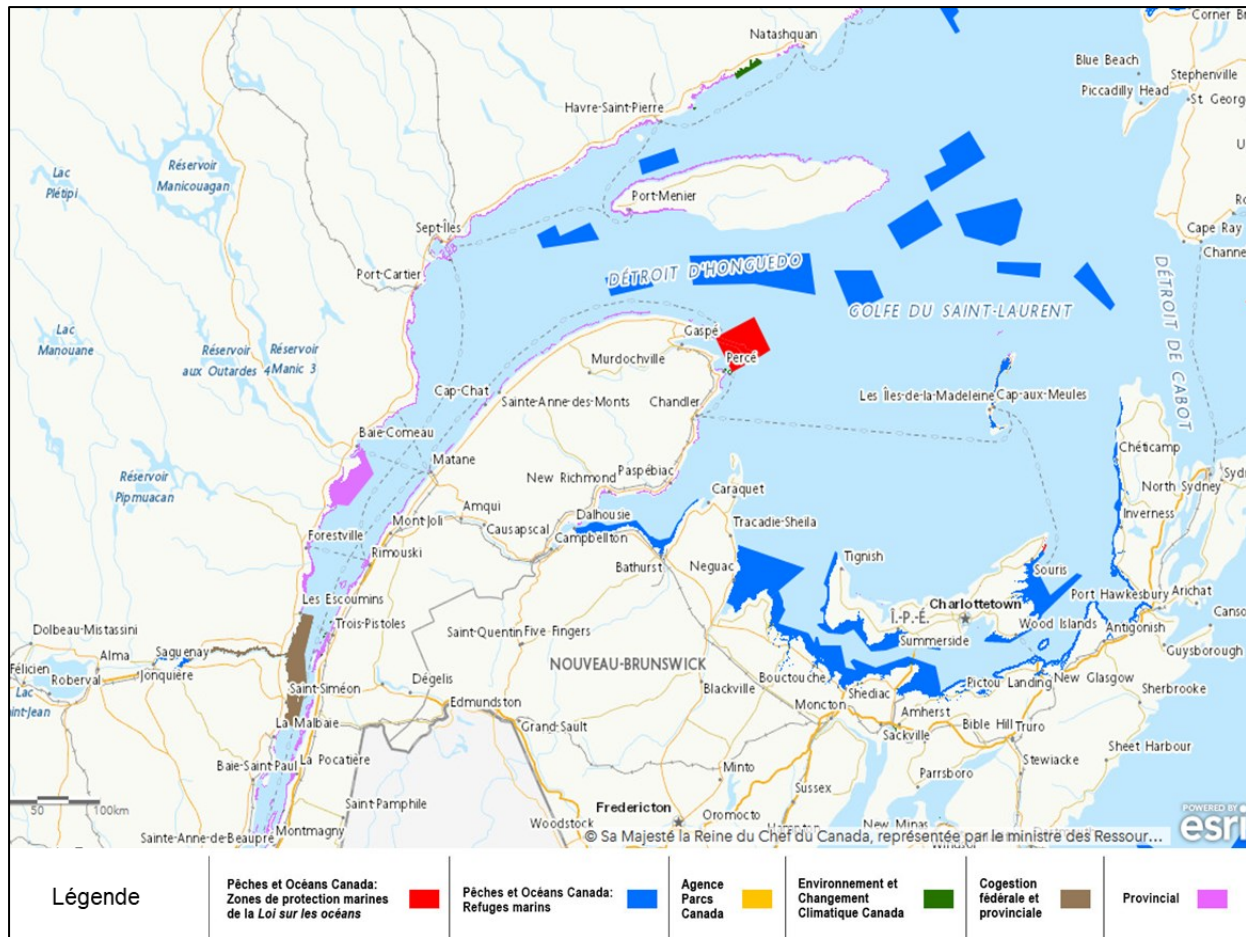 Natashquan
Corner Br
Blue Beach
Stephenville
Piccadilly Head
St. Georg
Havre-Saint-Pierre
Lac
Plétipi
Réservoir
Manicouagan
Port-Menier
Sept-Îles
Cape Ray
Channe
Port-Cartier
DÉTROIT D'HONGUEDO
GOLFE DU SAINT-LAURENT
DÉTROIT DE CABOT
Lac
Manouane
Réservoir
aux Outardes 4
Réservoir
Manic 3
Gaspé
Murdochville
Percé
Cap-Chat
Sainte-Anne-des-Monts
Chandler
Les Îles-de-la-Madeleine
Cap-aux-Meules
Baie-Comeau
Matane
Chéticamp
New Richmond
Paspébiac
North Sydney
Sydn
Réservoir
Pipmuacan
Caraquet
Amqui
Dalhousie
Mont-Joli
Causapscal
Campbellton
Tracadie-Sheila
Inverness
Forestville
Rimouski
Bathurst
Neguac
Tignish
Souris
Les Escoumins
Charlottetown
Port Hawkesbury
Arichat
Î.-P.-É.
Canso
Dolbeau-Mistassini
Trois-Pistoles
Saint-Quentin
Five-Fingers
Wood Islands
Antigonish
Alma
Saguenay
Summerside
Guysborough
Félicien
Roberval
Jonquière
NOUVEAU-BRUNSWICK
Lac
aint-Jean
Saint-Siméon
Dégelis
Blackville
Bouctouche
Shediac
Pictou Landing
New Glasgow
Sherbrooke
La Malbaie
Edmundston
Moncton
Amherst
Grand-Sault
Sackville
Bible Hill
Truro
Baie-Saint-Paul
La Pocatière
Minto
Parrsboro
Stewiacke
Sheet Harbour
50 100km
Saint-Pamphile
Sussex
Fredericton
Oromocto
Sainte-Anne-de-Beaupré
Montmagny
Woodstock
Hampton
New Minas
© Sa Majesté la Reine du Chef du Canada, représentée par le ministre des Ressour...
POWERED BY
esri
Légende
Pêches et Océans Canada:
Zones de protection marines
de la Loi sur les océans
Pêches et Océans Canada:
Refuges marins
Agence
Parcs
Canada
Environnement et
Changement
Climatique Canada
Cogestion
fédérale et
provinciale
Provincial